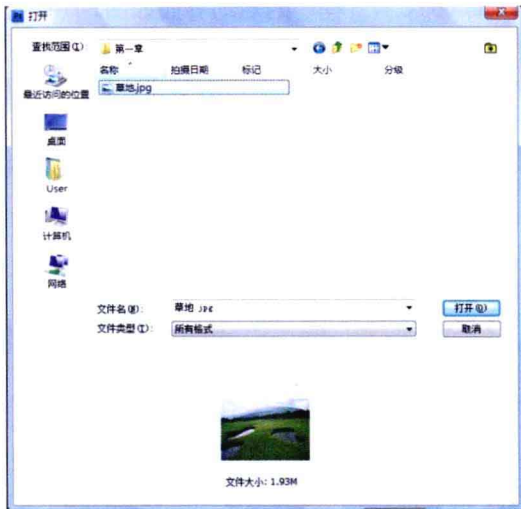 打开
查找范围(I): 第一章
名称 拍摄日期 标记 大小 分级
草地.jpg
最近访问的位置
桌面
User
计算机
网络
文件名(N): 草地.jpg 打开(O)
文件类型(T): 所有格式 取消
文件大小: 1.93M